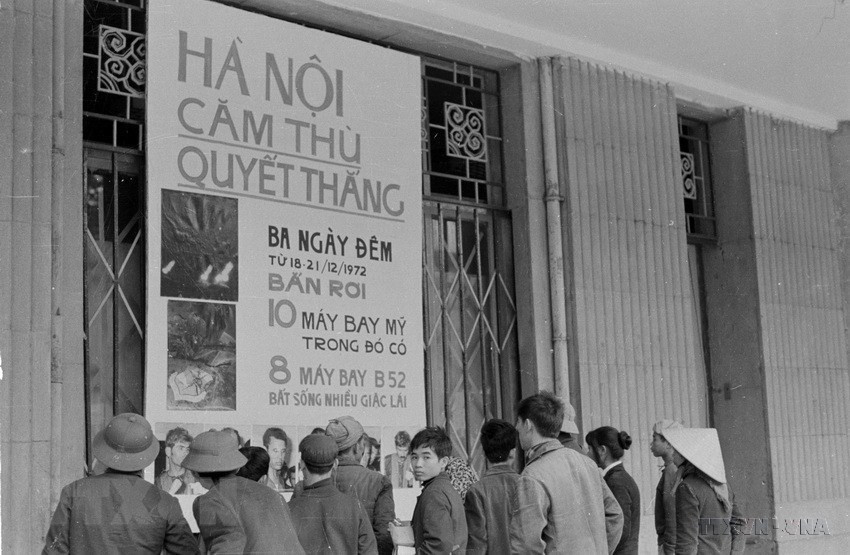 HÀ NỘI
CĂM THÙ
QUYẾT THẮNG
BA NGÀY ĐÊM
TỪ 18-21/12/1972
BẮN RƠI
10 MÁY BAY MỸ
TRONG ĐÓ CÓ
8 MÁY BAY B52
BẮT SỐNG NHIỀU GIẶC LÁI
TTXVN
TTXVN-VNA